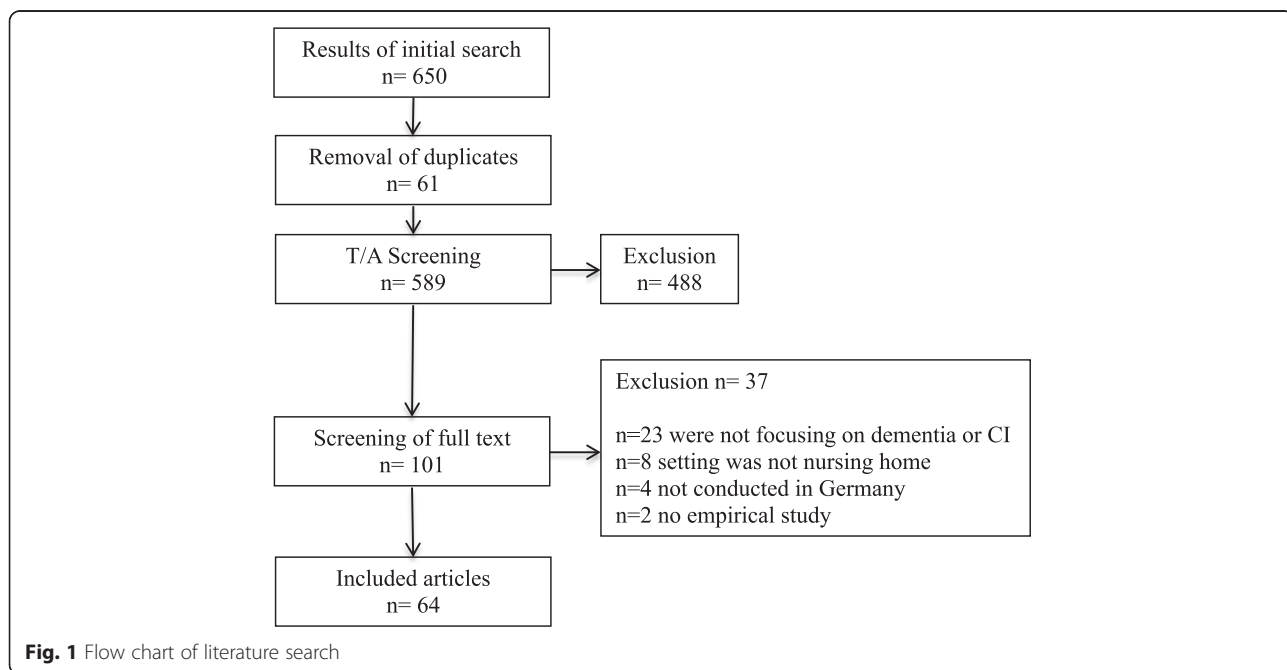 Results of initial search
n= 650
Removal of duplicates
n= 61
T/A Screening
n= 589
Exclusion
n= 488
Screening of full text
n= 101
Exclusion n= 37
n=23 were not focusing on dementia or CI
n=8 setting was not nursing home
n=4 not conducted in Germany
n=2 no empirical study
Included articles
n= 64
Fig. 1 Flow chart of literature search